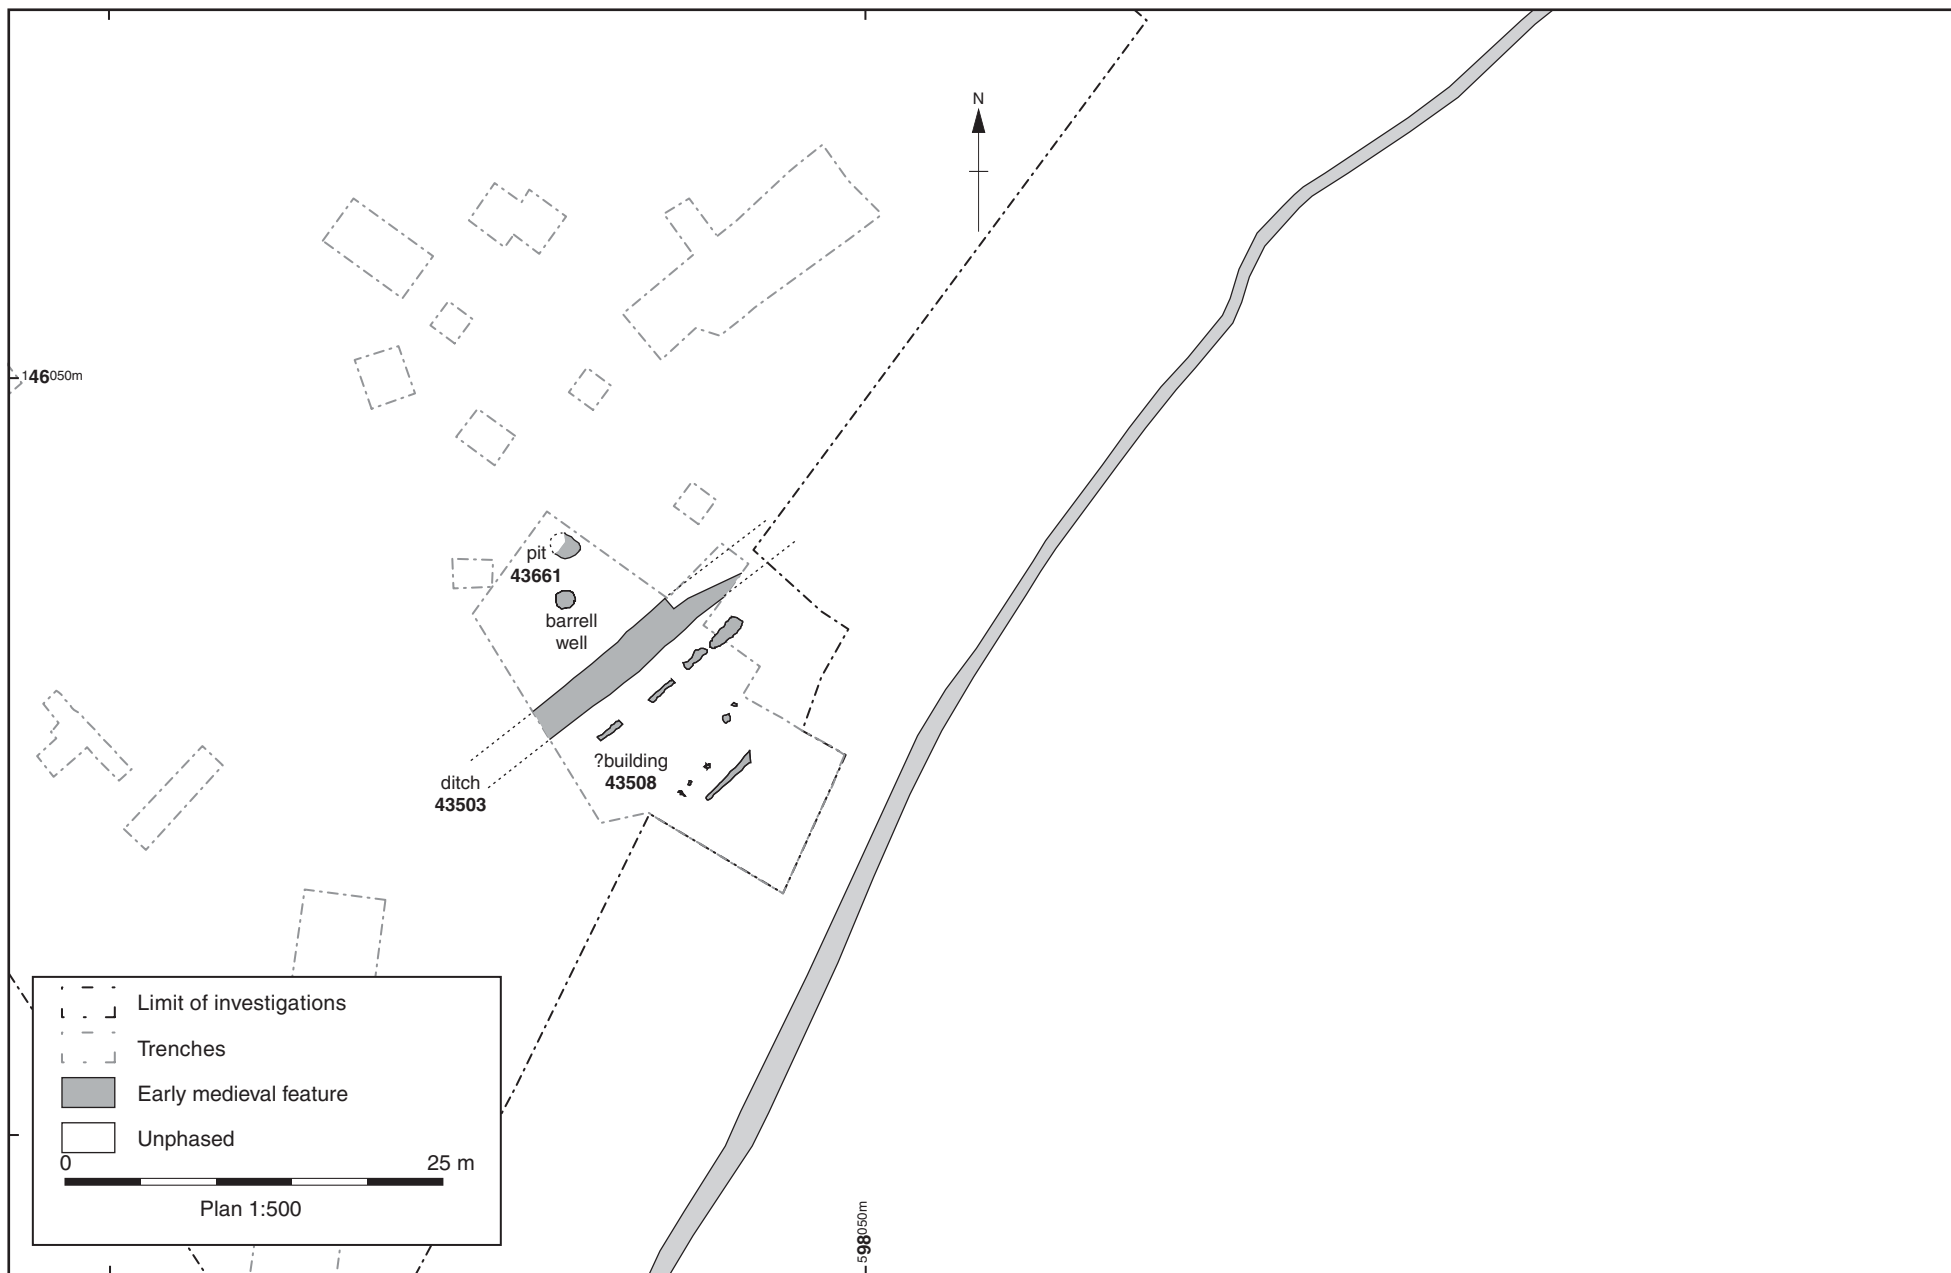 N
146050m
pit
43661
barrell
well
?building
43508
ditch
43503
Limit of investigations
Trenches
Early medieval feature
Unphased
0 25 m
Plan 1:500
598050m